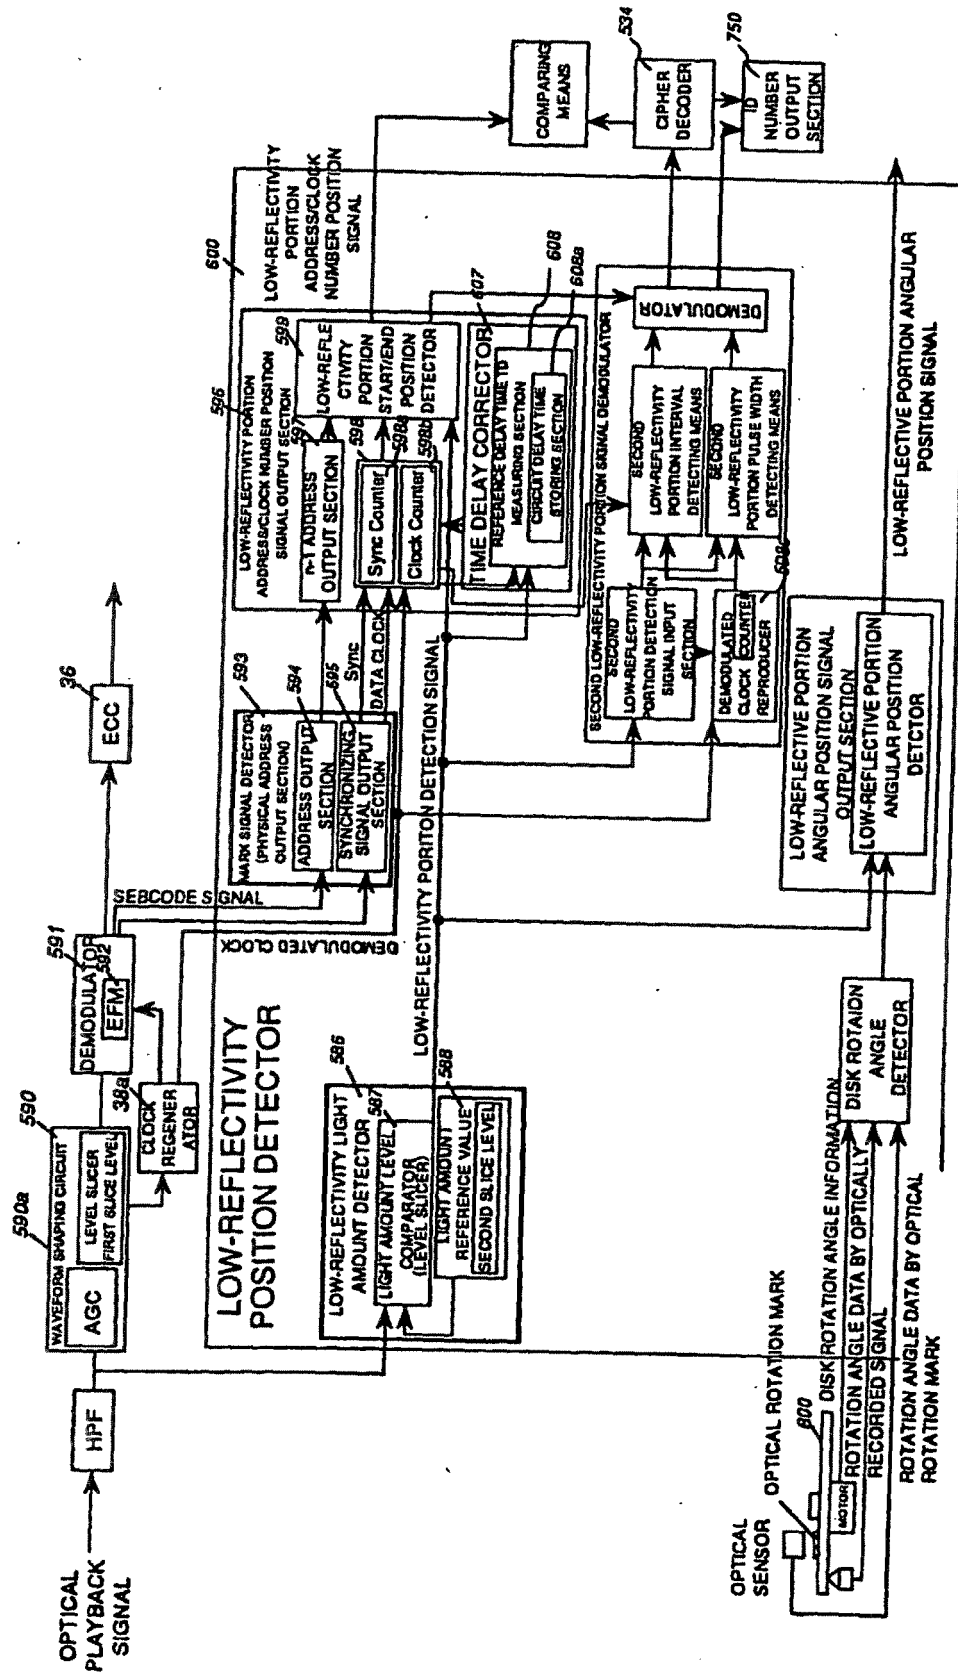 OPTICAL
PLAYBACK
SIGNAL
HPF
590a
590
WAVEFORM SHAPING CIRCUIT
AGC
LEVEL SLICER
FIRST SLICE LEVEL
38a
CLOCK
REGENER
ATOR
591
DEMODULATOR
592
EFM
36
ECC
SEBCODE SIGNAL
DEMODULATED CLOCK
LOW-REFLECTIVITY
POSITION DETECTOR
600
LOW-REFLECTIVITY LIGHT
AMOUNT DETECTOR
586
587
LIGHT AMOUNT LEVEL
COMPARATOR
(LEVEL SLICER)
588
LIGHT AMOUNT
REFERENCE VALUE
SECOND SLICE LEVEL
LOW-REFLECTIVITY PORITON DETECTION SIGNAL
593
MARK SIGNAL DETECTOR
(PHYSICAL ADDRESS
OUTPUT SECTION)
594
ADDRESS OUTPUT
SECTION
595
SYNCHRONIZING
SIGNAL OUTPUT
SECTION
Sync
DATA CLOCK
596
LOW-REFLECTIVITY PORTION
ADDRESS/CLOCK NUMBER POSITION
SIGNAL OUTPUT SECTION
597
n-1 ADDRESS
OUTPUT SECTION
598
Sync Counter
598a
Clock Counter
598b
599
LOW-REFLE
CTIVITY
PORTION
START/END
POSITION
DETECTOR
LOW-REFLECTIVITY
PORTION
ADDRESS/CLOCK
NUMBER POSITION
SIGNAL
607
TIME DELAY CORRECTOR
608
REFERENCE DELAY TIME TD
MEASURING SECTION
608a
CIRCUIT DELAY TIME
STORING SECTION
SECOND LOW-REFLECTIVITY PORTION SIGNAL DEMODULATOR
SECOND
LOW-REFLECTIVITY
PORTION DETECTION
SIGNAL INPUT
SECTION
DEMODULATED
CLOCK
COUNTER
REPRODUCER
SECOND
LOW-REFLECTIVITY
PORTION INTERVAL
DETECTING MEANS
SECOND
LOW-REFLECTIVITY
PORTION PULSE WIDTH
DETECTING MEANS
DEMODULATOR
COMPARING
MEANS
534
CIPHER
DECODER
750
ID
NUMBER
OUTPUT
SECTION
LOW-REFLECTIVE PORTION
ANGULAR POSITION SIGNAL
OUTPUT SECTION
LOW-REFLECTIVE PORTION
ANGULAR POSITION
DETCTOR
LOW-REFLECTIVE PORTION ANGULAR
POSITION SIGNAL
DISK ROTAION
ANGLE
DETECTOR
OPTICAL
SENSOR
OPTICAL ROTATION MARK
800
MOTOR
DISK ROTATION ANGLE INFORMATION
ROTATION ANGLE DATA BY OPTICALLY
RECORDED SIGNAL
ROTATION ANGLE DATA BY OPTICAL
ROTATION MARK